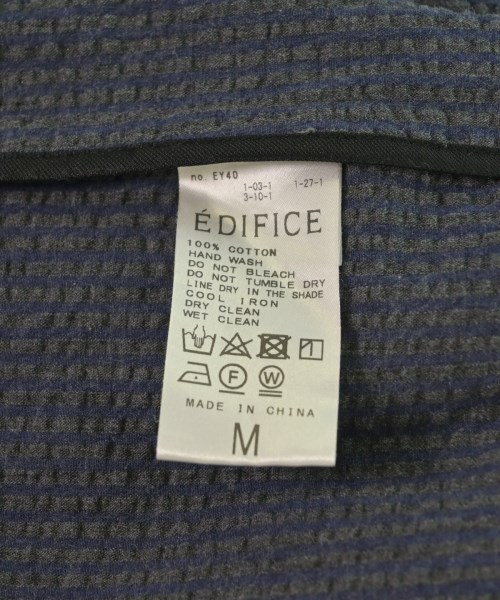 no. EY40
1-03-1 1-27-1
3-10-1
ÉDIFICE
100% COTTON
HAND WASH
DO NOT BLEACH
DO NOT TUMBLE DRY
LINE DRY IN THE SHADE
COOL IRON
DRY CLEAN
WET CLEAN
F W
MADE IN CHINA
M